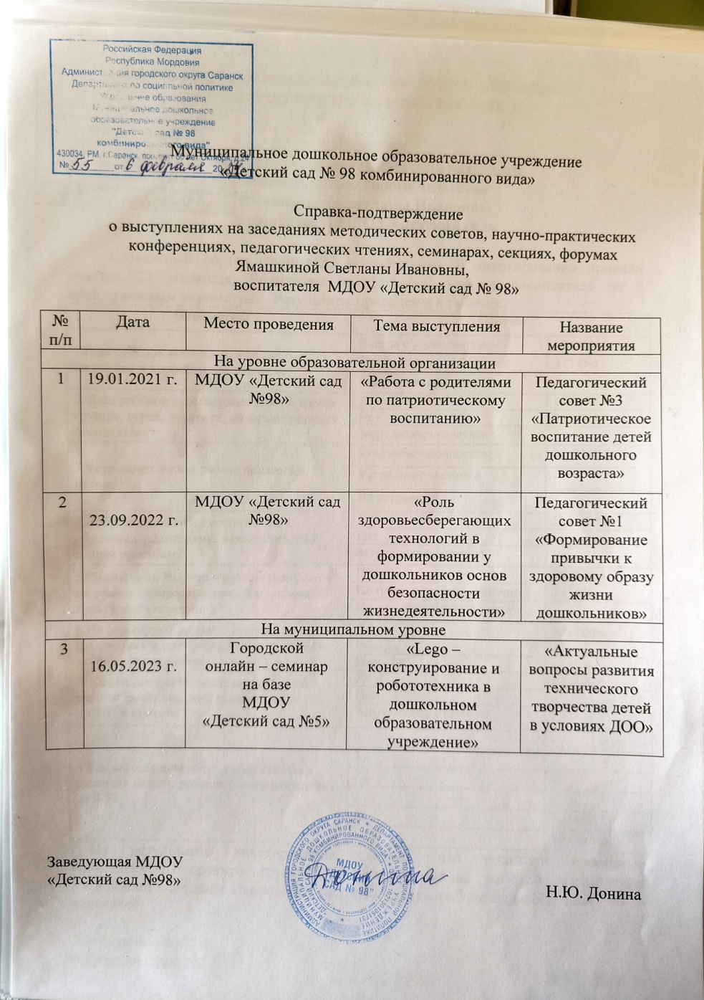 Российская Федерация
Республика Мордовия
Администрация городского округа Саранск
Департамент по социальной политике
Управление образования
Муниципальное дошкольное
образовательное учреждение
"Детский сад № 98
комбинированного вида"
430034, РМ, г.Саранск, 50 лет Октября, д.24
№ 55 от 6 февраля 20
Муниципальное дошкольное образовательное учреждение
«Детский сад № 98 комбинированного вида»
Справка-подтверждение
о выступлениях на заседаниях методических советов, научно-практических
конференциях, педагогических чтениях, семинарах, секциях, форумах
Ямашкиной Светланы Ивановны,
воспитателя МДОУ «Детский сад № 98»
№ п/п Дата Место проведения Тема выступления Название мероприятия
На уровне образовательной организации
1 19.01.2021 г. МДОУ «Детский сад «Работа с родителями Педагогический
№98» по патриотическому совет №3
воспитанию» «Патриотическое
воспитание детей
дошкольного
возраста»
2 МДОУ «Детский сад «Роль Педагогический
23.09.2022 г. №98» здоровьесберегающих совет №1
технологий в «Формирование
формировании у привычки к
дошкольников основ здоровому образу
безопасности жизни
жизнедеятельности» дошкольников»
На муниципальном уровне
3 Городской «Lego – «Актуальные
16.05.2023 г. онлайн – семинар конструирование и вопросы развития
на базе робототехника в технического
МДОУ дошкольном творчества детей
«Детский сад №5» образовательном в условиях ДОО»
учреждение»
Заведующая МДОУ
«Детский сад №98»
МДОУ
САД № 98"
Н.Ю. Донина